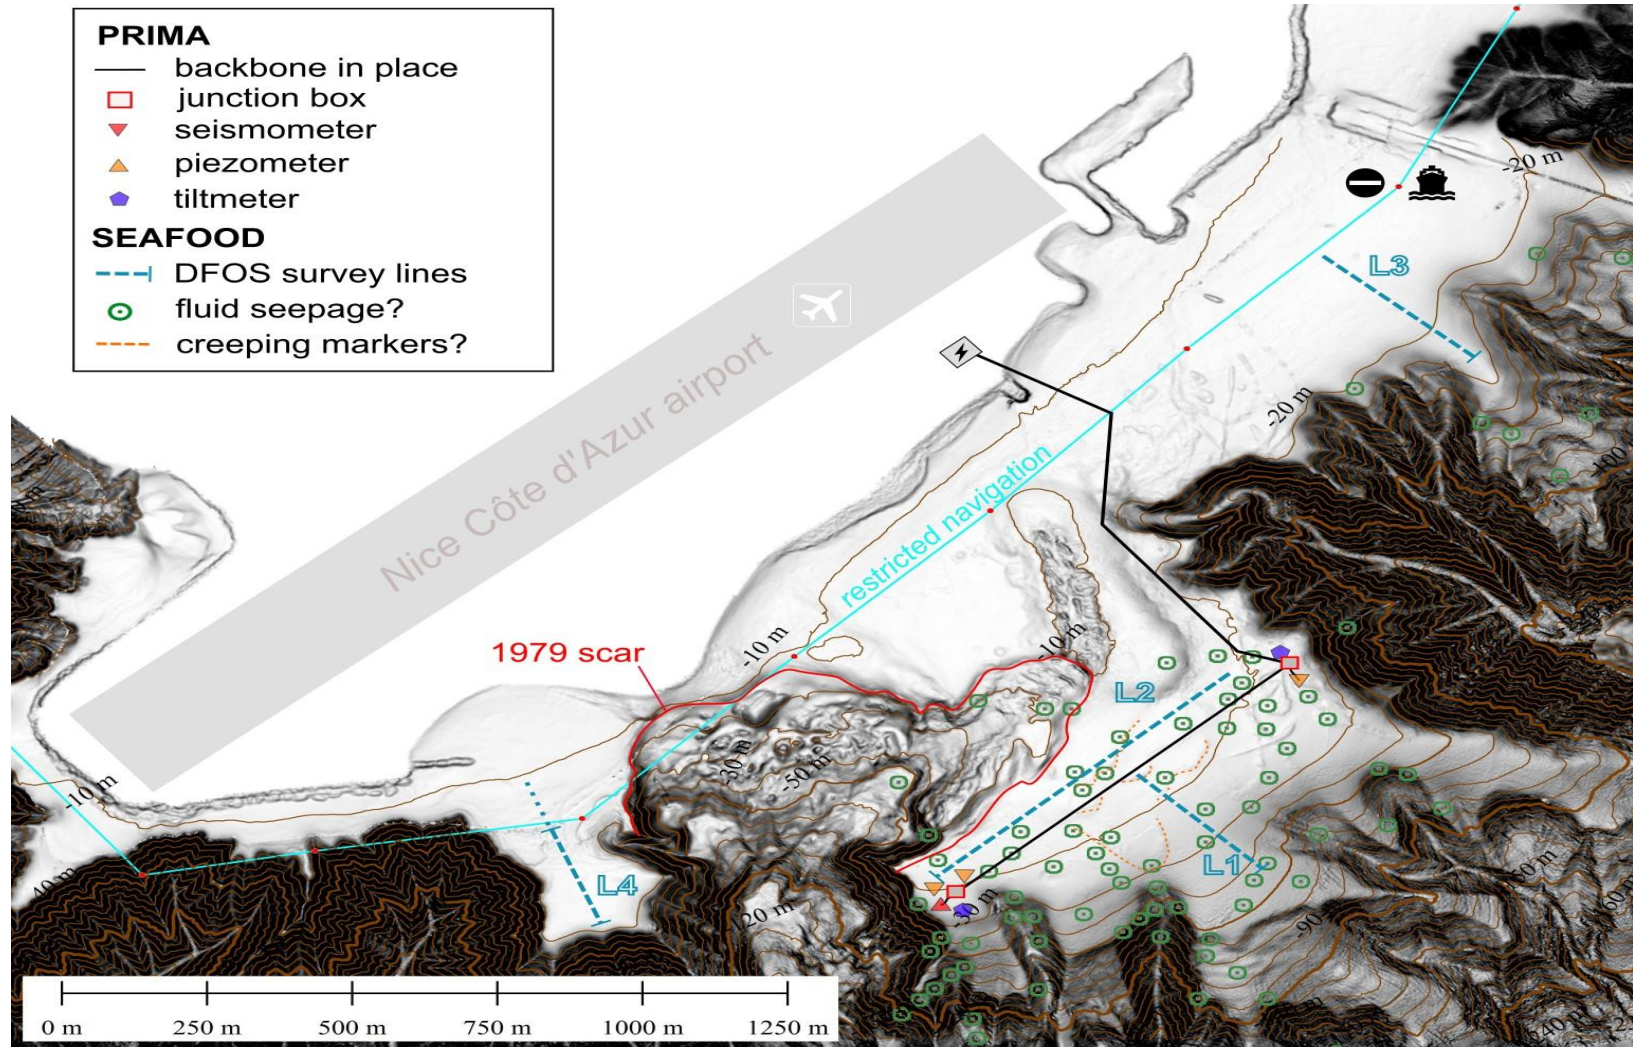 PRIMA
backbone in place
junction box
seismometer
piezometer
tiltmeter
SEAFOOD
DFOS survey lines
fluid seepage?
creeping markers?
-20 m
L3
Nice Côte d'Azur airport
-20 m
restricted navigation
-10 m
-10 m
1979 scar
L2
-30 m
-50 m
-10 m
L1
L4
-20 m
-30 m
-90
0 m
250 m
500 m
750 m
1000 m
1250 m